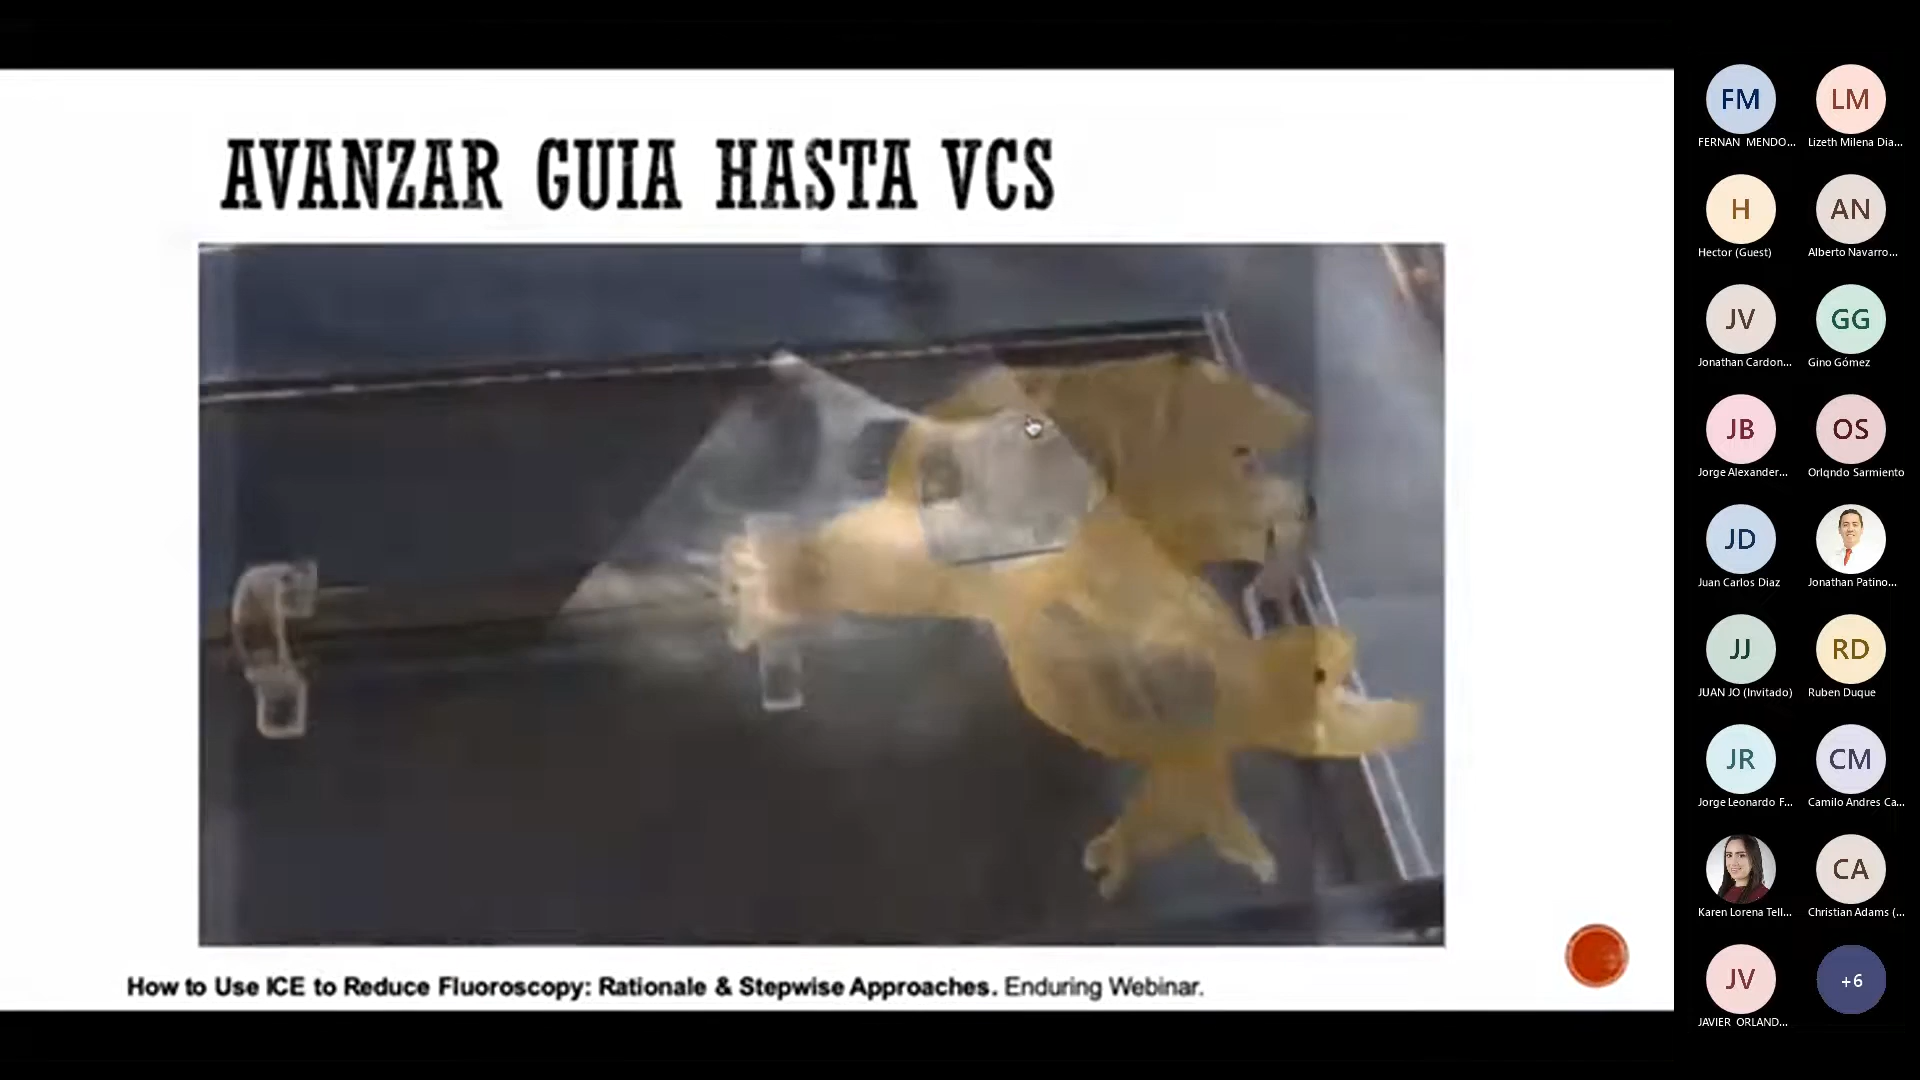 AVANZAR GUIA HASTA VCS
How to Use ICE to Reduce Fluoroscopy: Rationale & Stepwise Approaches. Enduring Webinar.
FM
FERNAN MENDO...
LM
Lizeth Milena Dia...
H
Hector (Guest)
AN
Alberto Navarro...
JV
Jonathan Cardon...
GG
Gino Gómez
JB
Jorge Alexander...
OS
Orlqndo Sarmiento
JD
Juan Carlos Diaz
Jonathan Patino...
JJ
JUAN JO (Invitado)
RD
Ruben Duque
JR
Jorge Leonardo F...
CM
Camilo Andres Ca...
Karen Lorena Tell...
CA
Christian Adams (...
JV
JAVIER ORLAND...
+6